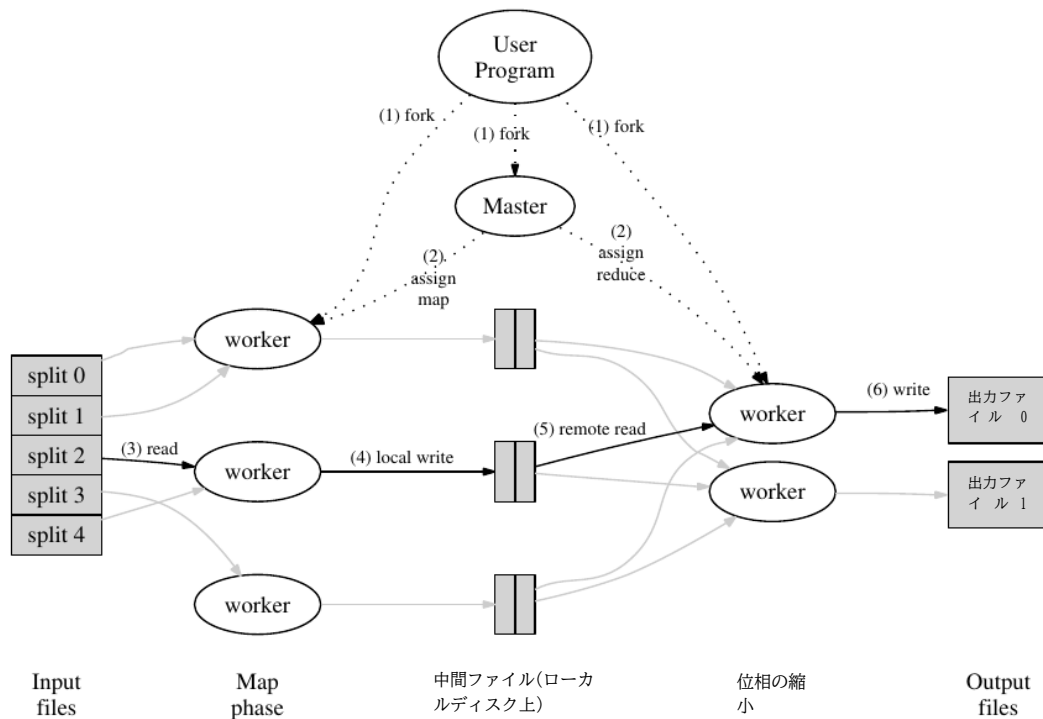 User
Program
(1) fork
(1) fork
(1) fork
Master
(2)
assign
map
(2)
assign
reduce
worker
split 0
split 1
split 2
split 3
split 4
(3) read
worker
(4) local write
(5) remote read
worker
(6) write
出力ファ
イル 0
worker
出力ファ
イル 1
worker
Input
files
Map
phase
中間ファイル(ローカ
ルディスク上)
位相の縮
小
Output
files